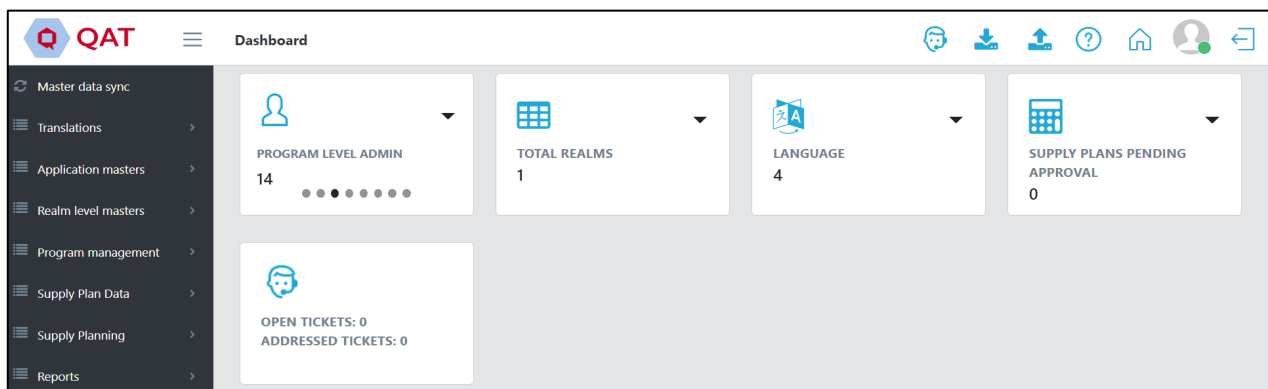 QAT
Dashboard
Master data sync
Translations
Application masters
Realm level masters
Program management
Supply Plan Data
Supply Planning
Reports
PROGRAM LEVEL ADMIN
14
TOTAL REALMS
1
LANGUAGE
4
SUPPLY PLANS PENDING
APPROVAL
0
OPEN TICKETS: 0
ADDRESSED TICKETS: 0